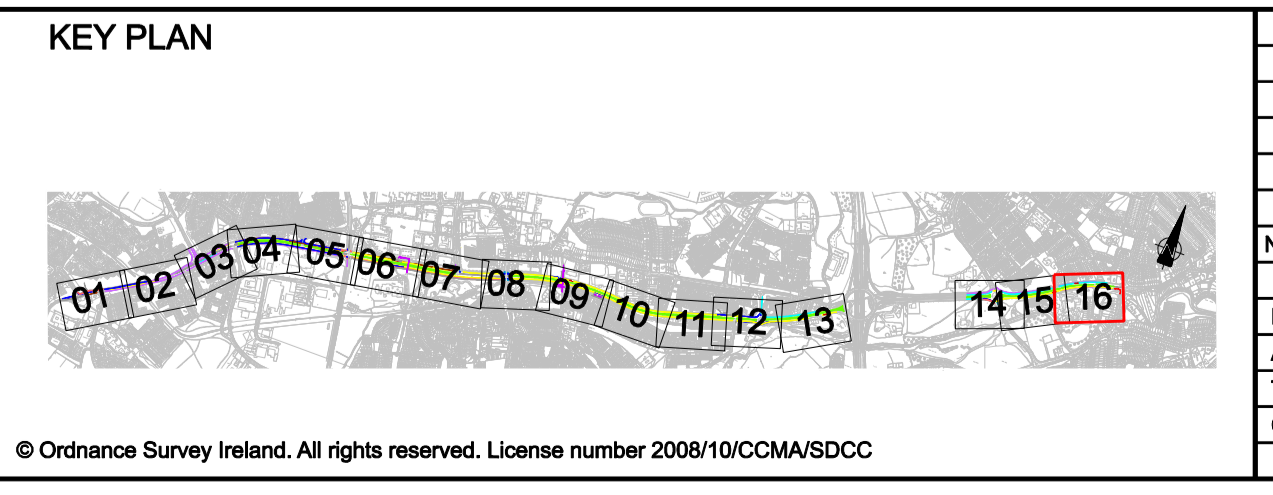 KEY PLAN
01 02 03 04 05 06 07 08 09 10 11 12 13 14 15 16
© Ordnance Survey Ireland. All rights reserved. License number 2008/10/CCMA/SDCC